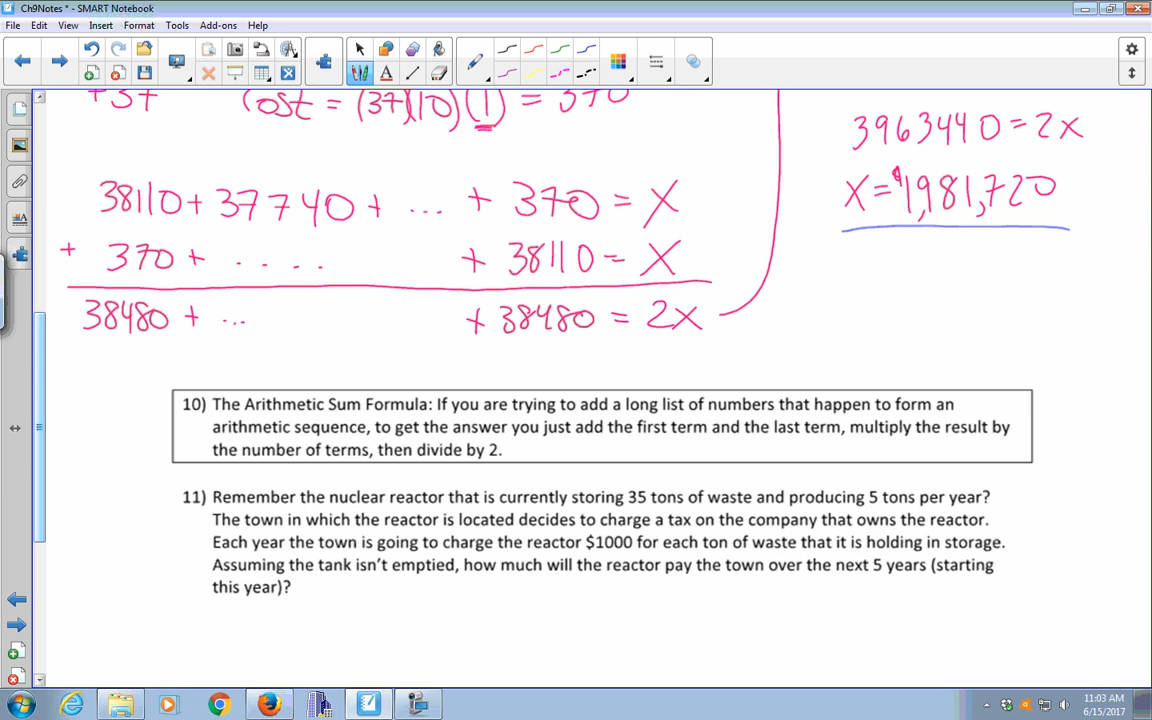 Ch9Notes * - SMART Notebook
File Edit View Insert Format Tools Add-ons Help
+3+ Cost = (37)(10)(1) = 370
3963440 = 2x
38110 + 37740 + ... + 370 = X
X = $1,981,720
+ 370 + .... + 38110 = X
38480 + ... + 38480 = 2X
10) The Arithmetic Sum Formula: If you are trying to add a long list of numbers that happen to form an
arithmetic sequence, to get the answer you just add the first term and the last term, multiply the result by
the number of terms, then divide by 2.
11) Remember the nuclear reactor that is currently storing 35 tons of waste and producing 5 tons per year?
The town in which the reactor is located decides to charge a tax on the company that owns the reactor.
Each year the town is going to charge the reactor $1000 for each ton of waste that it is holding in storage.
Assuming the tank isn't emptied, how much will the reactor pay the town over the next 5 years (starting
this year)?
11:03 AM
6/15/2017